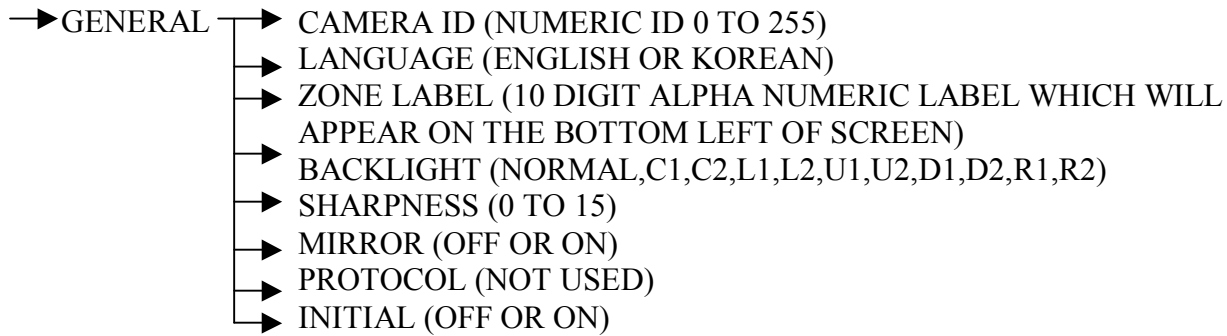 GENERAL CAMERA ID (NUMERIC ID 0 TO 255)
LANGUAGE (ENGLISH OR KOREAN)
ZONE LABEL (10 DIGIT ALPHA NUMERIC LABEL WHICH WILL
APPEAR ON THE BOTTOM LEFT OF SCREEN)
BACKLIGHT (NORMAL,C1,C2,L1,L2,U1,U2,D1,D2,R1,R2)
SHARPNESS (0 TO 15)
MIRROR (OFF OR ON)
PROTOCOL (NOT USED)
INITIAL (OFF OR ON)